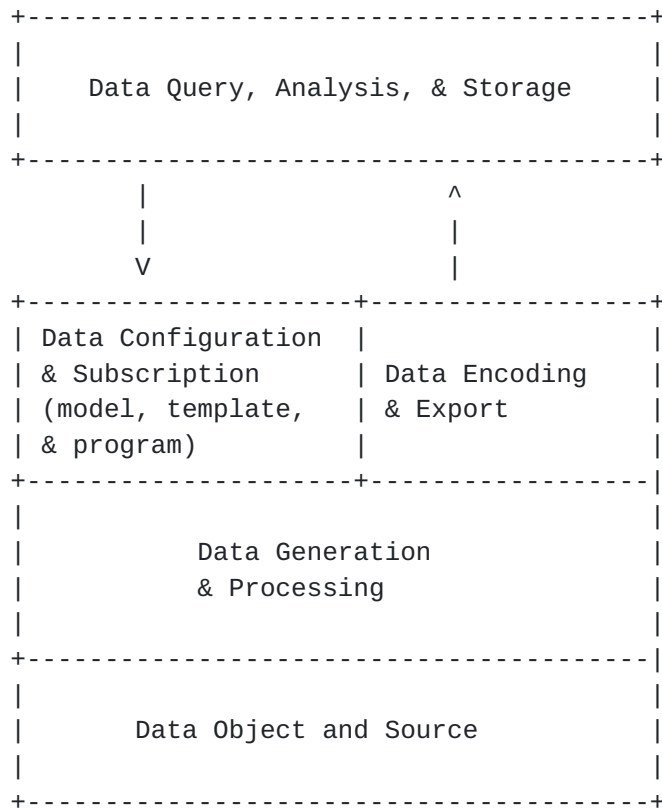 Data Query, Analysis, & Storage
Data Configuration
& Subscription
(model, template,
& program)
Data Encoding
& Export
Data Generation
& Processing
Data Object and Source